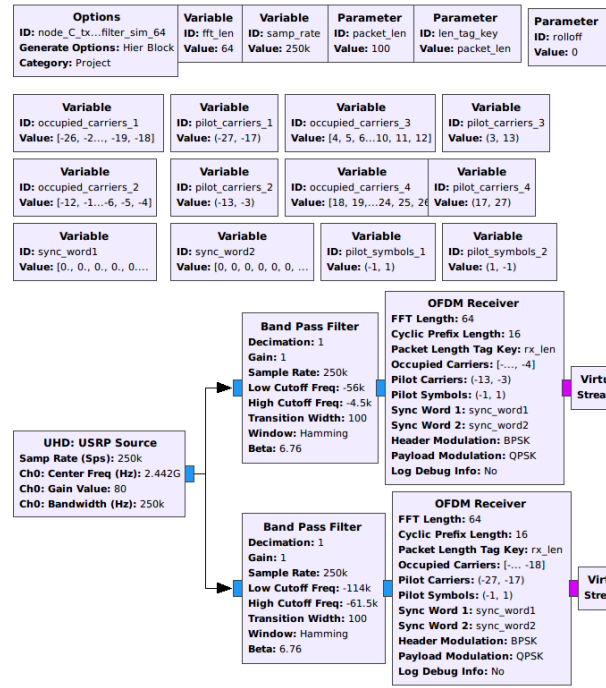 Options
ID: node_C_tx...filter_sim_64
Generate Options: Hier Block
Category: Project
Variable
ID: fft_len
Value: 64
Variable
ID: samp_rate
Value: 250k
Parameter
ID: packet_len
Value: 100
Parameter
ID: len_tag_key
Value: packet_len
Parameter
ID: rolloff
Value: 0
Variable
ID: occupied_carriers_1
Value: [-26, -2..., -19, -18]
Variable
ID: pilot_carriers_1
Value: (-27, -17)
Variable
ID: occupied_carriers_3
Value: [4, 5, 6...10, 11, 12]
Variable
ID: pilot_carriers_3
Value: (3, 13)
Variable
ID: occupied_carriers_2
Value: [-12, -1...-6, -5, -4]
Variable
ID: pilot_carriers_2
Value: (-13, -3)
Variable
ID: occupied_carriers_4
Value: [18, 19,...24, 25, 26
Variable
ID: pilot_carriers_4
Value: (17, 27)
Variable
ID: sync_word1
Value: [0., 0., 0., 0., 0....
Variable
ID: sync_word2
Value: [0, 0, 0, 0, 0, 0, ...
Variable
ID: pilot_symbols_1
Value: (-1, 1)
Variable
ID: pilot_symbols_2
Value: (1, -1)
UHD: USRP Source
Samp Rate (Sps): 250k
Ch0: Center Freq (Hz): 2.442G
Ch0: Gain Value: 80
Ch0: Bandwidth (Hz): 250k
Band Pass Filter
Decimation: 1
Gain: 1
Sample Rate: 250k
Low Cutoff Freq: -56k
High Cutoff Freq: -4.5k
Transition Width: 100
Window: Hamming
Beta: 6.76
OFDM Receiver
FFT Length: 64
Cyclic Prefix Length: 16
Packet Length Tag Key: rx_len
Occupied Carriers: [-..., -4]
Pilot Carriers: (-13, -3)
Pilot Symbols: (-1, 1)
Sync Word 1: sync_word1
Sync Word 2: sync_word2
Header Modulation: BPSK
Payload Modulation: QPSK
Log Debug Info: No
Virtu
Strea
Band Pass Filter
Decimation: 1
Gain: 1
Sample Rate: 250k
Low Cutoff Freq: -114k
High Cutoff Freq: -61.5k
Transition Width: 100
Window: Hamming
Beta: 6.76
OFDM Receiver
FFT Length: 64
Cyclic Prefix Length: 16
Packet Length Tag Key: rx_len
Occupied Carriers: [-... -18]
Pilot Carriers: (-27, -17)
Pilot Symbols: (-1, 1)
Sync Word 1: sync_word1
Sync Word 2: sync_word2
Header Modulation: BPSK
Payload Modulation: QPSK
Log Debug Info: No
Virtu
Strea